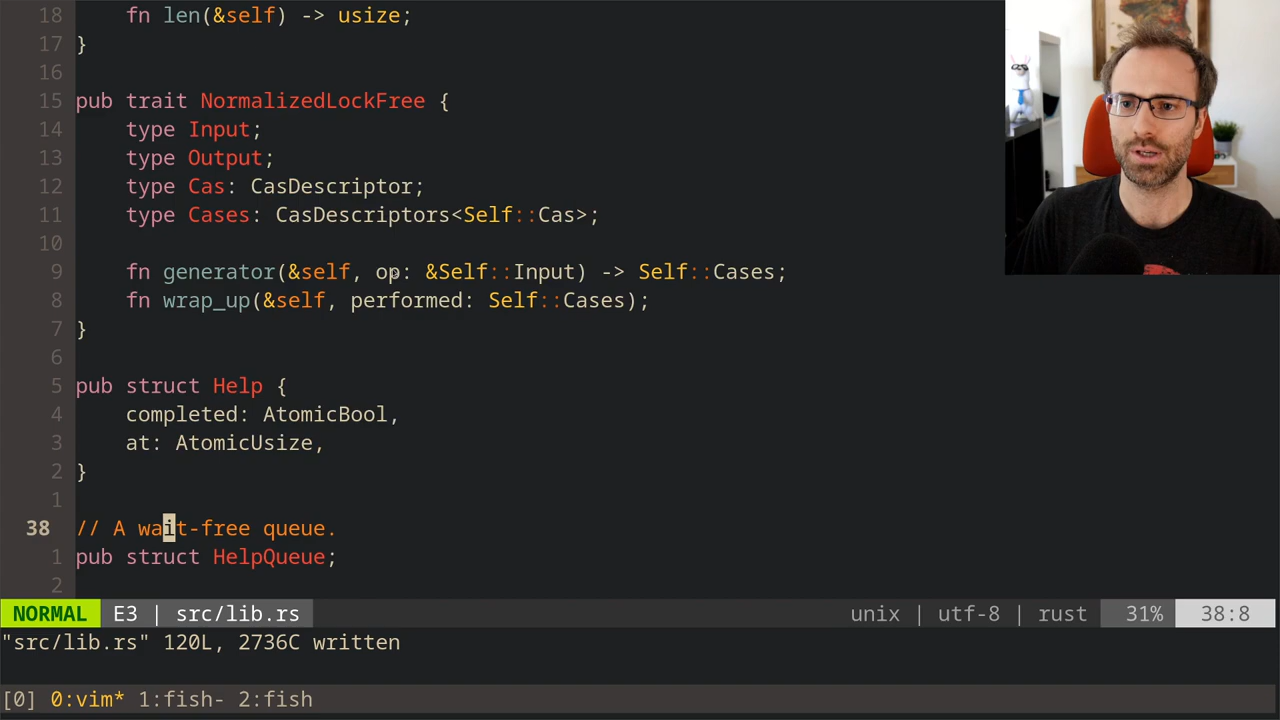 18 fn len(&self) -> usize;
17 }
16
15 pub trait NormalizedLockFree {
14 type Input;
13 type Output;
12 type Cas: CasDescriptor;
11 type Cases: CasDescriptors<Self::Cas>;
10
9 fn generator(&self, op: &Self::Input) -> Self::Cases;
8 fn wrap_up(&self, performed: Self::Cases);
7 }
6
5 pub struct Help {
4 completed: AtomicBool,
3 at: AtomicUsize,
2 }
1
38 // A wait-free queue.
1 pub struct HelpQueue;
2
NORMAL E3 | src/lib.rs unix | utf-8 | rust 31% 38:8
"src/lib.rs" 120L, 2736C written
[0] 0:vim* 1:fish- 2:fish